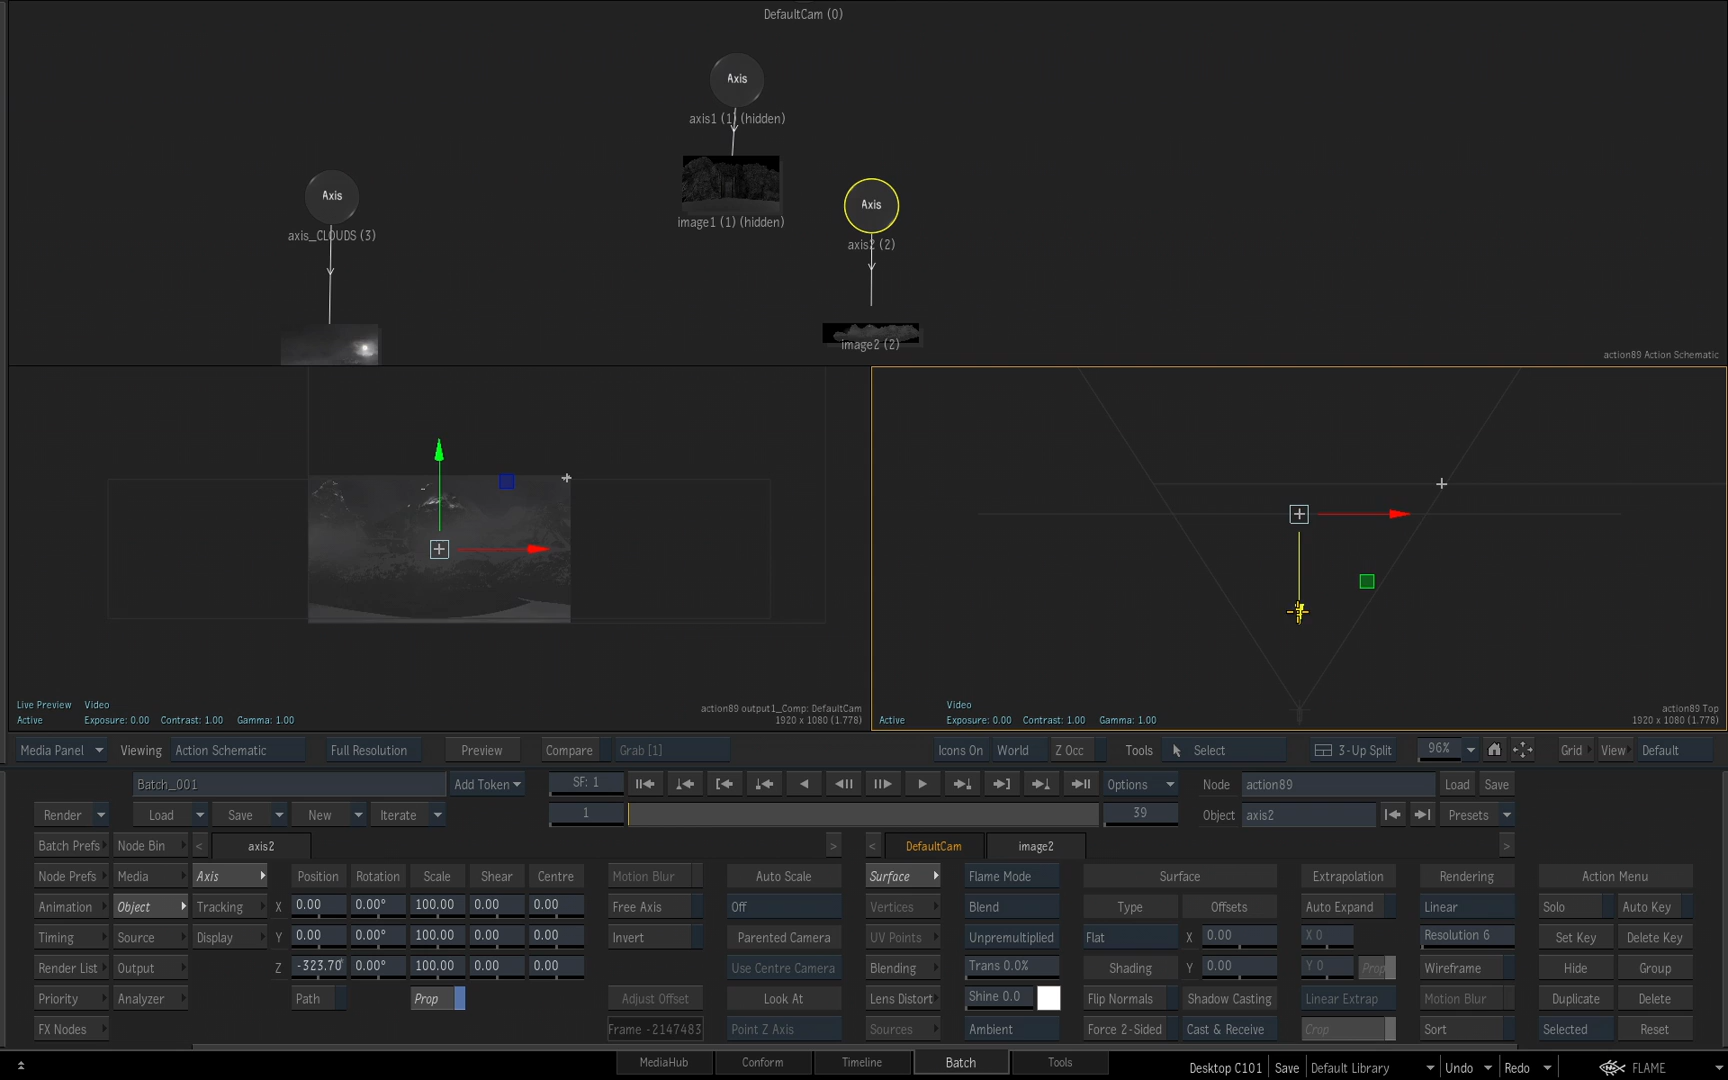 DefaultCam (0)
Axis
axis1 (1) (hidden)
image1 (1) (hidden)
Axis
axis_CLOUDS (3)
Axis
axis2 (2)
image2 (2)
action89 Action Schematic
Live Preview Video
Active Exposure: 0.00 Contrast: 1.00 Gamma: 1.00
action89 output1_Comp: DefaultCam
1920 x 1080 (1.778)
Video
Active Exposure: 0.00 Contrast: 1.00 Gamma: 1.00
action89 Top
1920 x 1080 (1.778)
Media Panel Viewing Action Schematic Full Resolution Preview Compare Grab [1] Icons On World Z Occ Tools Select 3-Up Split 96% Grid View Default
Batch_001 Add Token SF: 1 Options Node action89 Load Save
Render Load Save New Iterate 1 39 Object axis2 Presets
Batch Prefs Node Bin < axis2 > < DefaultCam image2 >
Node Prefs Media Axis Position Rotation Scale Shear Centre Motion Blur Auto Scale Surface Flame Mode Surface Extrapolation Rendering Action Menu
Animation Object Tracking X 0.00 0.00° 100.00 0.00 0.00 Free Axis Off Vertices Blend Type Offsets Auto Expand Linear Solo Auto Key
Timing Source Display Y 0.00 0.00° 100.00 0.00 0.00 Invert Parented Camera UV Points Unpremultiplied Flat X 0.00 X 0 Resolution 6 Set Key Delete Key
Render List Output Z -323.70 0.00° 100.00 0.00 0.00 Use Centre Camera Blending Trans 0.0% Shading Y 0.00 Y 0 Prop Wireframe Hide Group
Priority Analyzer Path Prop Adjust Offset Look At Lens Distort Shine 0.0 Flip Normals Shadow Casting Linear Extrap Motion Blur Duplicate Delete
FX Nodes Frame -2147483 Point Z Axis Sources Ambient Force 2-Sided Cast & Receive Crop Sort Selected Reset
MediaHub Conform Timeline Batch Tools Desktop C101 Save Default Library Undo Redo FLAME